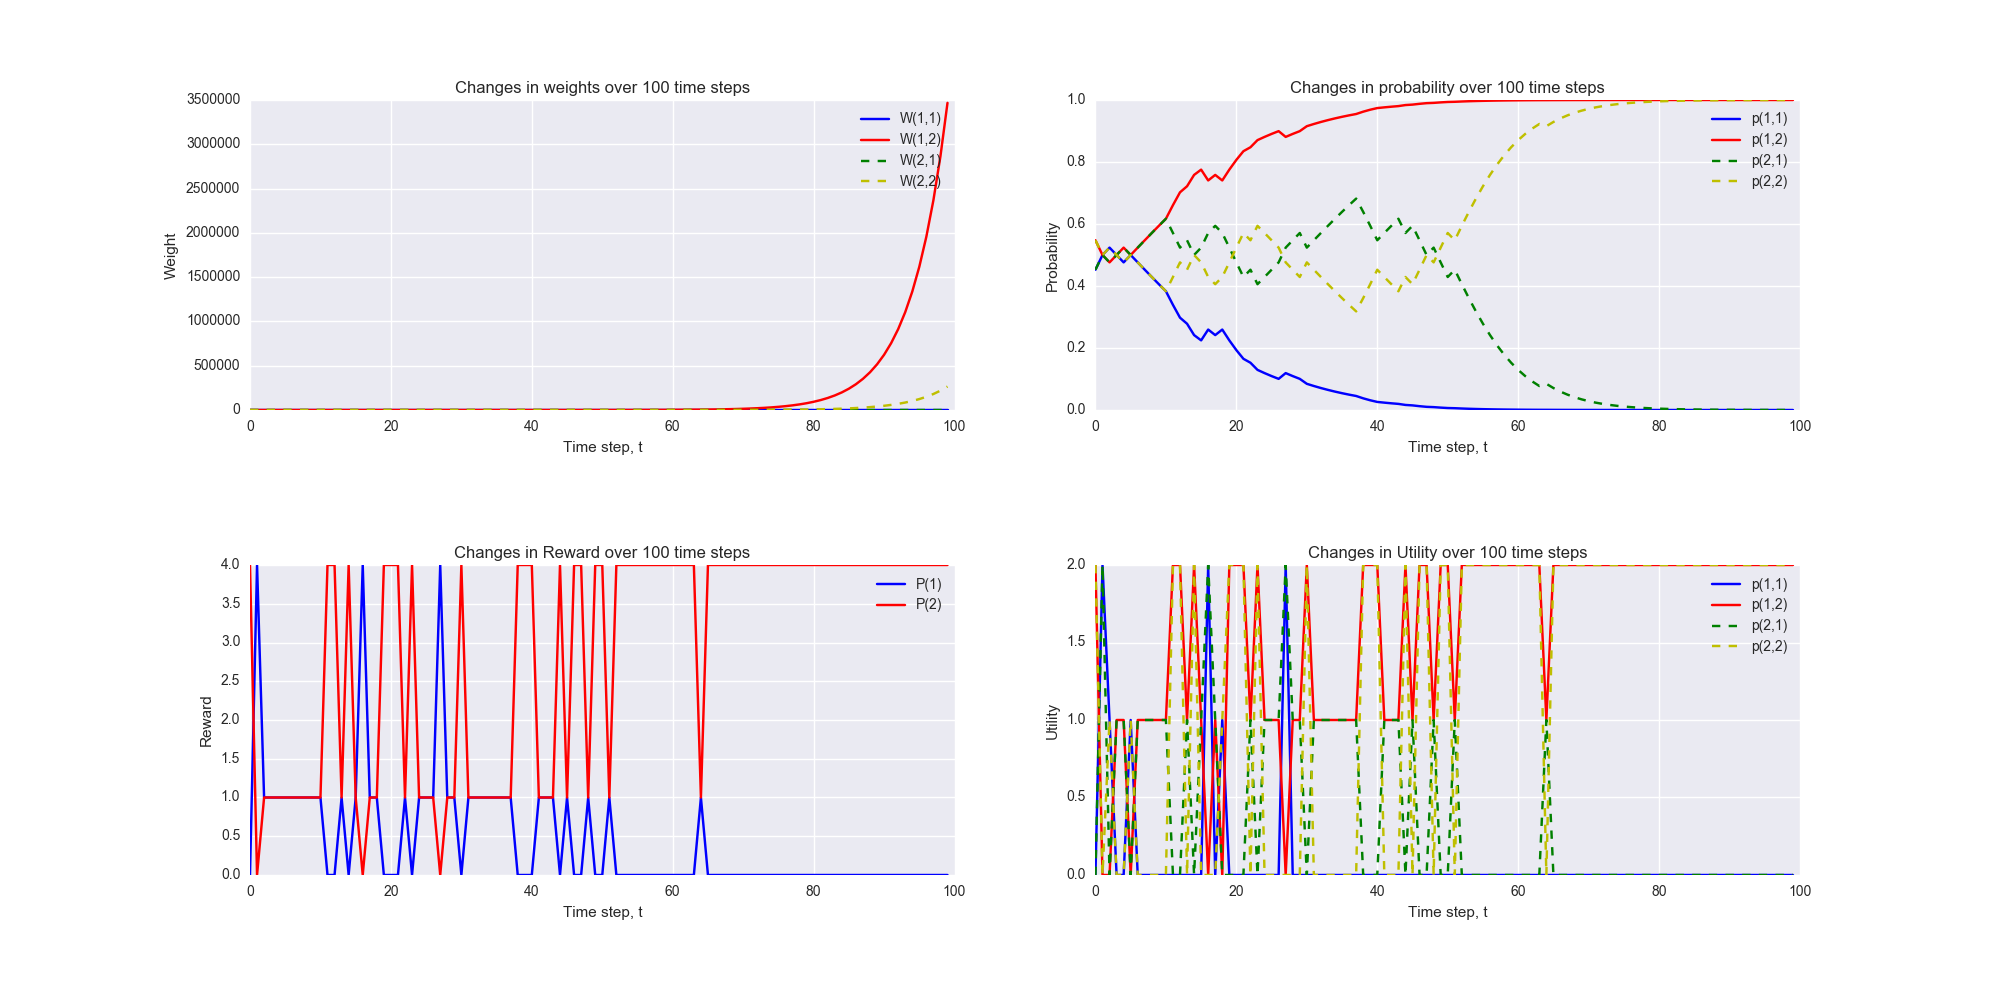 Changes in weights over 100 time steps
3500000
3000000
2500000
2000000
1500000
1000000
500000
0
Weight
W(1,1)
W(1,2)
W(2,1)
W(2,2)
0 20 40 60 80 100
Time step, t
Changes in probability over 100 time steps
1.0
0.8
0.6
0.4
0.2
0.0
Probability
p(1,1)
p(1,2)
p(2,1)
p(2,2)
0 20 40 60 80 100
Time step, t
Changes in Reward over 100 time steps
4.0
3.5
3.0
2.5
2.0
1.5
1.0
0.5
0.0
Reward
P(1)
P(2)
0 20 40 60 80 100
Time step, t
Changes in Utility over 100 time steps
2.0
1.5
1.0
0.5
0.0
Utility
p(1,1)
p(1,2)
p(2,1)
p(2,2)
0 20 40 60 80 100
Time step, t